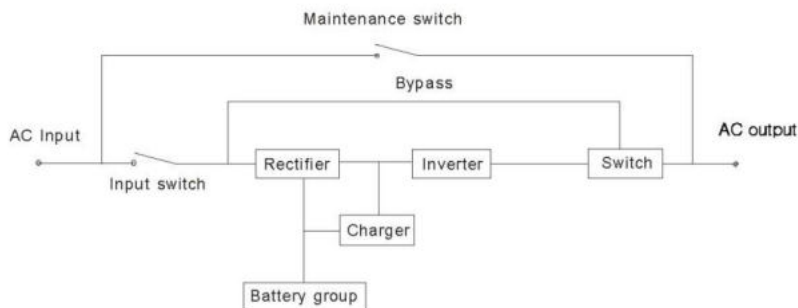 Maintenance switch
Bypass
AC Input
AC output
Rectifier
Inverter
Switch
Input switch
Charger
Battery group